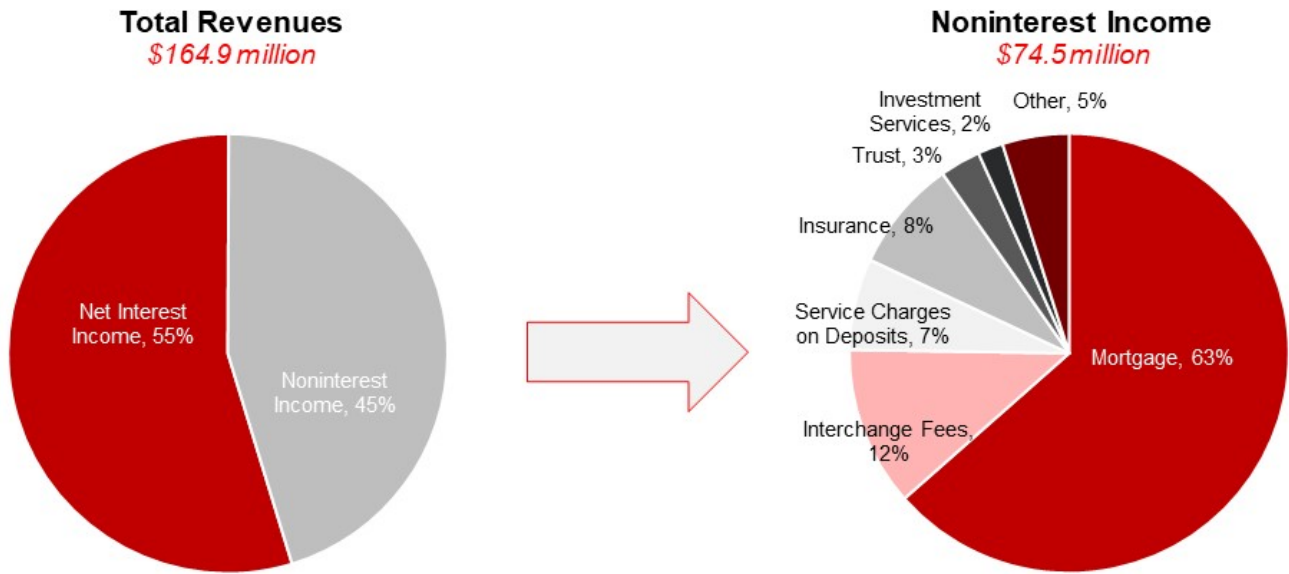 Total Revenues
$164.9 million
Net Interest
Income, 55%
Noninterest
Income, 45%
Noninterest Income
$74.5 million
Investment
Services, 2%
Other, 5%
Trust, 3%
Insurance, 8%
Service Charges
on Deposits, 7%
Mortgage, 63%
Interchange Fees,
12%